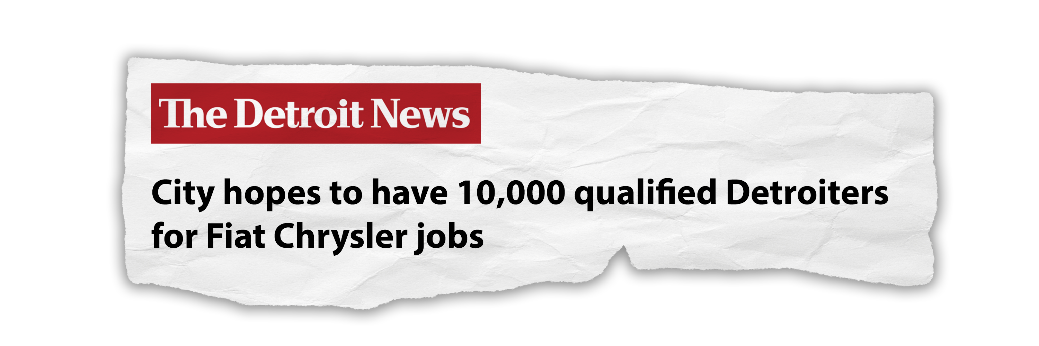 The Detroit News
City hopes to have 10,000 qualified Detroiters
for Fiat Chrysler jobs